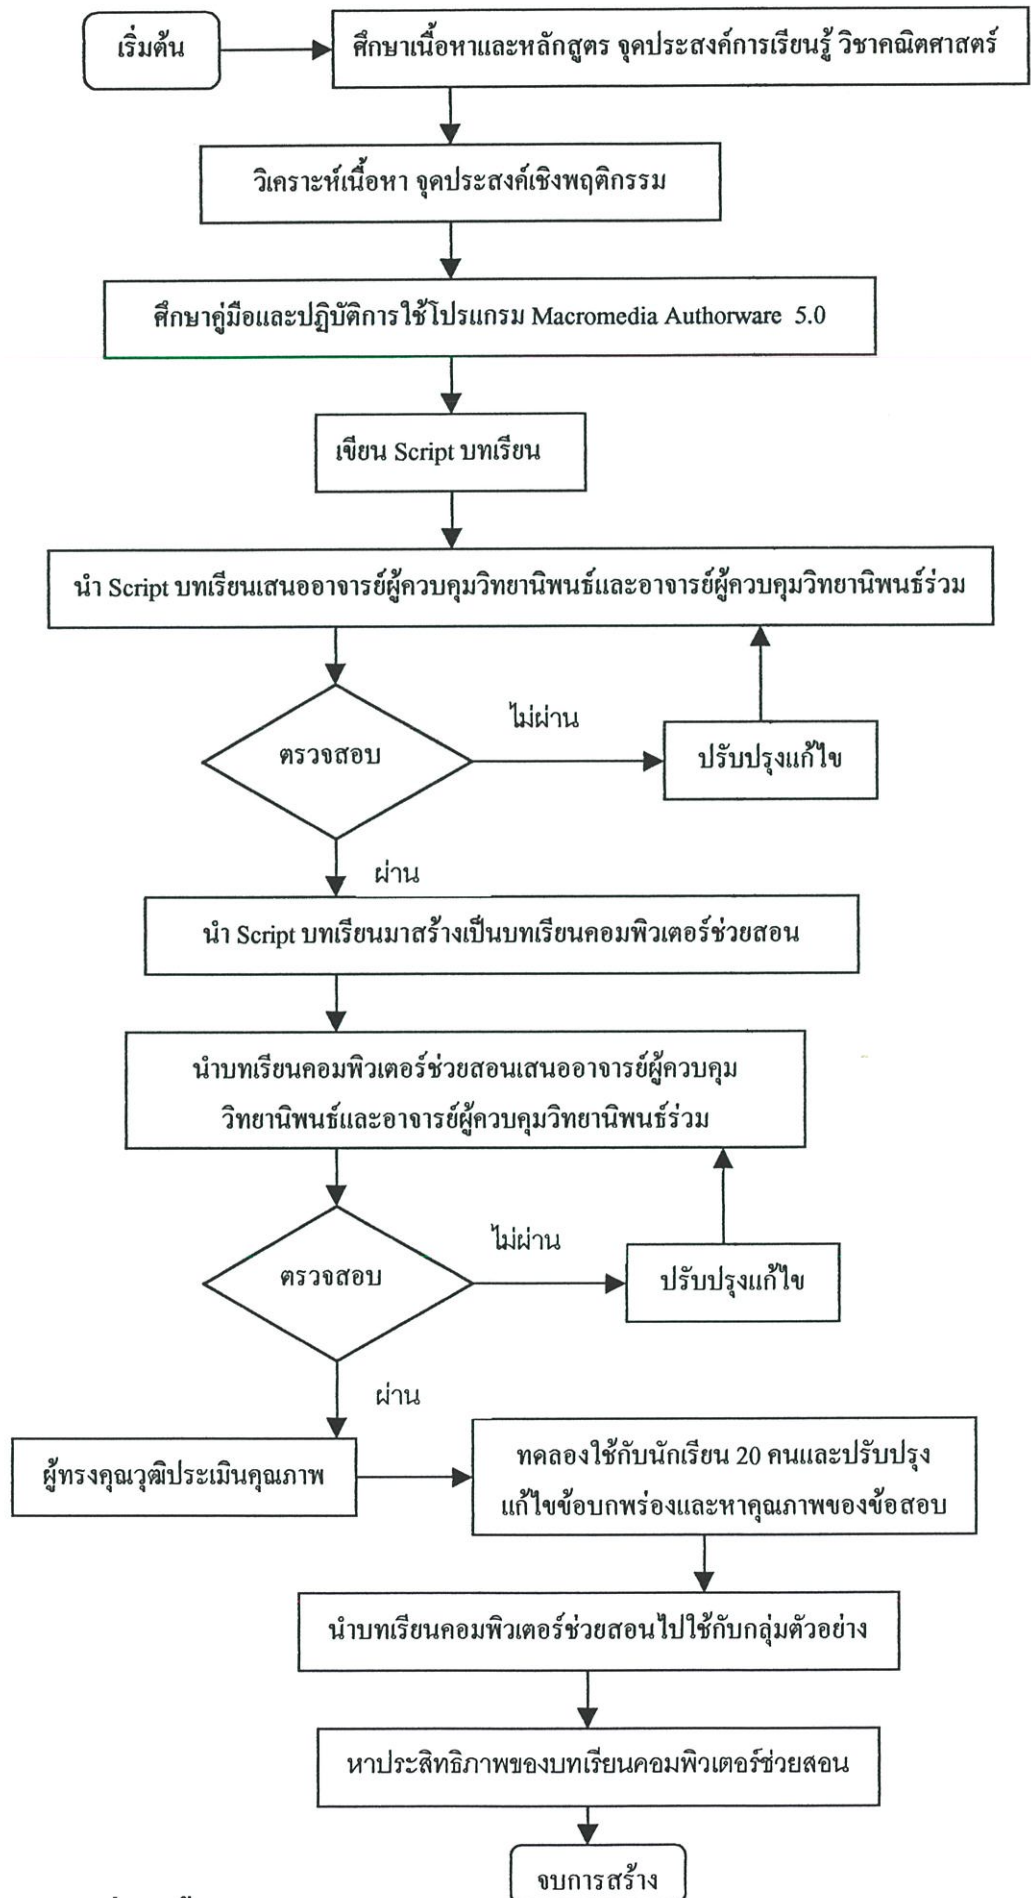 เริ่มต้น
ศึกษาเนื้อหาและหลักสูตร จุดประสงค์การเรียนรู้ วิชาคณิตศาสตร์
วิเคราะห์เนื้อหา จุดประสงค์เชิงพฤติกรรม
ศึกษาคู่มือและปฏิบัติการใช้โปรแกรม Macromedia Authorware 5.0
เขียน Script บทเรียน
นำ Script บทเรียนเสนออาจารย์ผู้ควบคุมวิทยานิพนธ์และอาจารย์ผู้ควบคุมวิทยานิพนธ์ร่วม
ตรวจสอบ
ไม่ผ่าน
ปรับปรุงแก้ไข
ผ่าน
นำ Script บทเรียนมาสร้างเป็นบทเรียนคอมพิวเตอร์ช่วยสอน
นำบทเรียนคอมพิวเตอร์ช่วยสอนเสนออาจารย์ผู้ควบคุม
วิทยานิพนธ์และอาจารย์ผู้ควบคุมวิทยานิพนธ์ร่วม
ตรวจสอบ
ไม่ผ่าน
ปรับปรุงแก้ไข
ผ่าน
ผู้ทรงคุณวุฒิประเมินคุณภาพ
ทดลองใช้กับนักเรียน 20 คนและปรับปรุง
แก้ไขข้อบกพร่องและหาคุณภาพของข้อสอบ
นำบทเรียนคอมพิวเตอร์ช่วยสอนไปใช้กับกลุ่มตัวอย่าง
หาประสิทธิภาพของบทเรียนคอมพิวเตอร์ช่วยสอน
จบการสร้าง